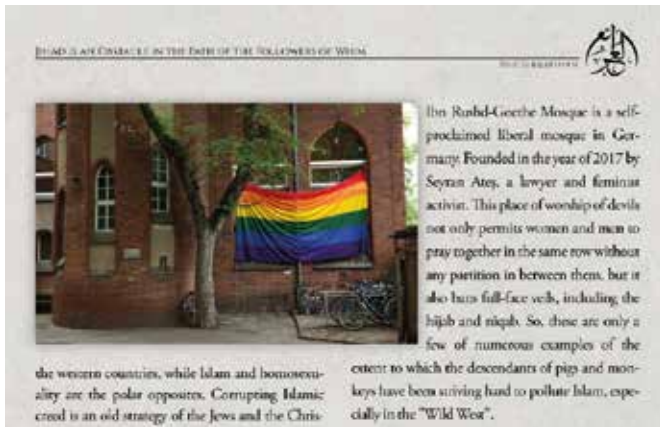 Jihad is an Obstacle in the Path of the Followers of Whim
the western countries, while Islam and homosexu-
ality are the polar opposites. Corrupting Islamic
creed is an old strategy of the Jews and the Chris-
Ibn Rushd-Goethe Mosque is a self-
proclaimed liberal mosque in Ger-
many. Founded in the year of 2017 by
Seyran Ateş, a lawyer and feminist
activist. This place of worship of devils
not only permits women and men to
pray together in the same row without
any partition in between them, but it
also bans full-face veils, including the
hijab and niqab. So, these are only a
few of numerous examples of the
extent to which the descendants of pigs and mon-
keys have been striving hard to pollute Islam, espe-
cially in the "Wild West".